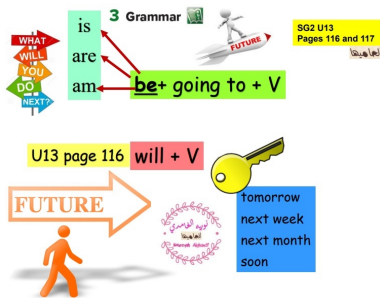 3 Grammar
is
are
am
be+ going to + V
WHAT
WILL
YOU
DO
NEXT?
FUTURE
SG2 U13
Pages 116 and 117
U13 page 116
will + V
FUTURE
tomorrow
next week
next month
soon